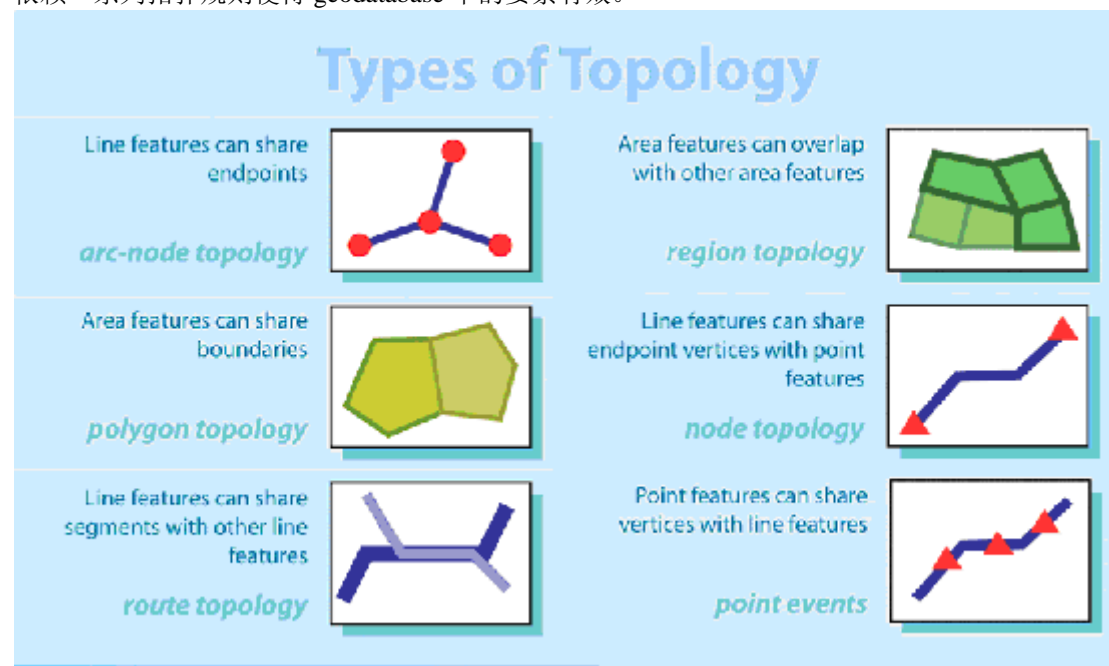 geodatabase
Types of Topology
Line features can share
endpoints
arc-node topology
Area features can share
boundaries
polygon topology
Line features can share
segments with other line
features
route topology
Area features can overlap
with other area features
region topology
Line features can share
endpoint vertices with point
features
node topology
Point features can share
vertices with line features
point events